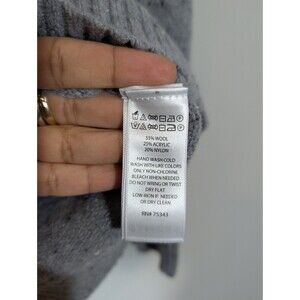 55% WOOL
25% ACRYLIC
20% NYLON
HAND WASH COLD
WASH WITH LIKE COLORS
ONLY NON-CHLORINE
BLEACH WHEN NEEDED
DO NOT WRING OR TWIST
DRY FLAT
LOW IRON IF NEEDED
OR DRY CLEAN
RN# 75343